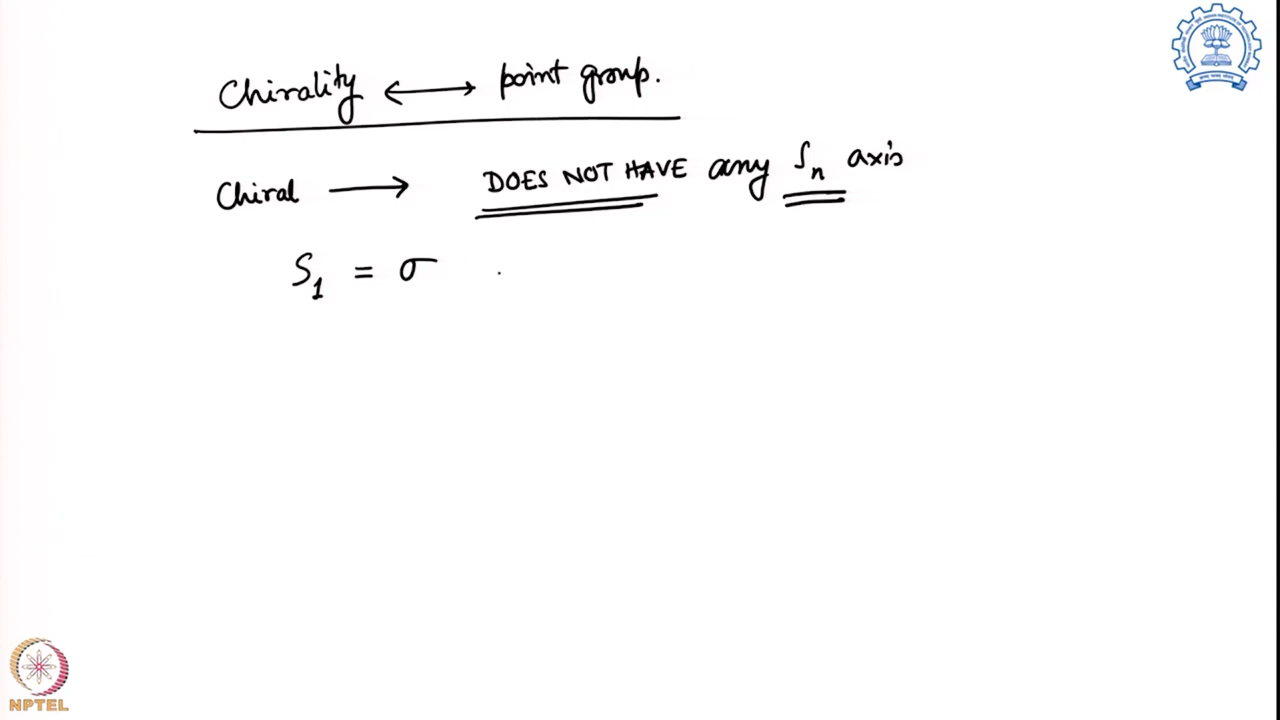 Chirality ⟷ point group.
Chiral ⟶ DOES NOT HAVE any Sₙ axis
S₁ = σ
NPTEL